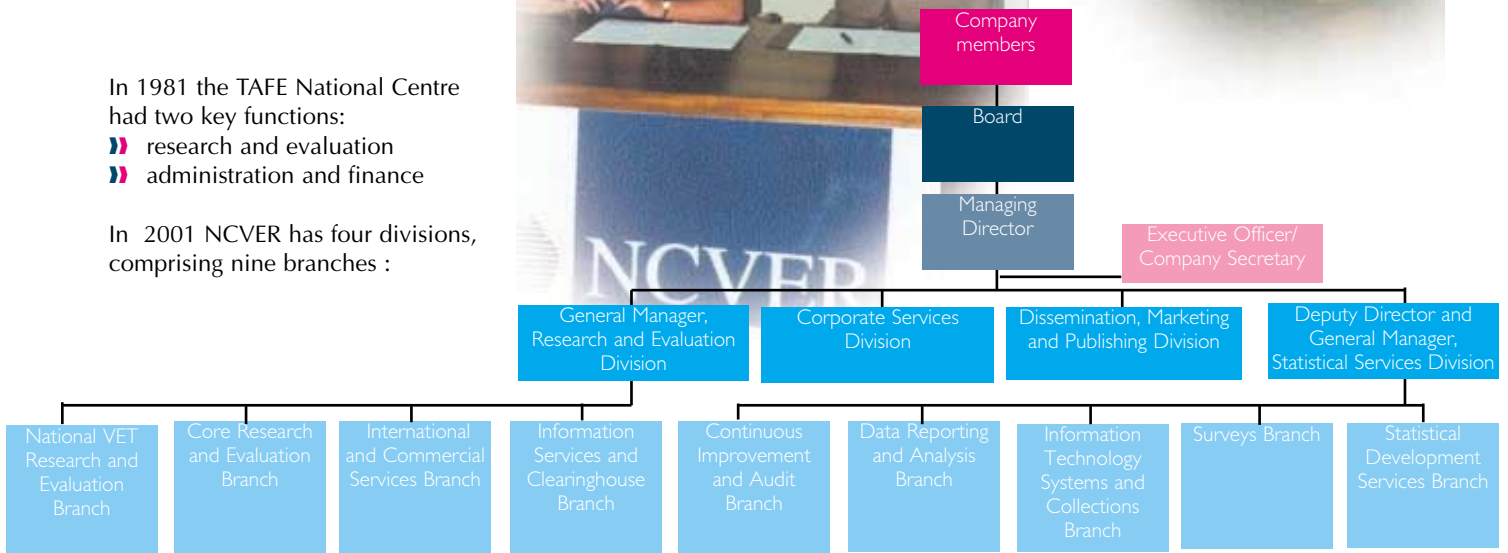 In 1981 the TAFE National Centre
had two key functions:
research and evaluation
administration and finance
In 2001 NCVER has four divisions,
comprising nine branches :
NCVER
Company
members
Board
Managing
Director
Executive Officer/
Company Secretary
General Manager,
Research and Evaluation
Division
Corporate Services
Division
Dissemination, Marketing
and Publishing Division
Deputy Director and
General Manager,
Statistical Services Division
National VET
Research and
Evaluation
Branch
Core Research
and Evaluation
Branch
International
and Commercial
Services Branch
Information
Services and
Clearinghouse
Branch
Continuous
Improvement
and Audit
Branch
Data Reporting
and Analysis
Branch
Information
Technology
Systems and
Collections
Branch
Surveys Branch
Statistical
Development
Services Branch